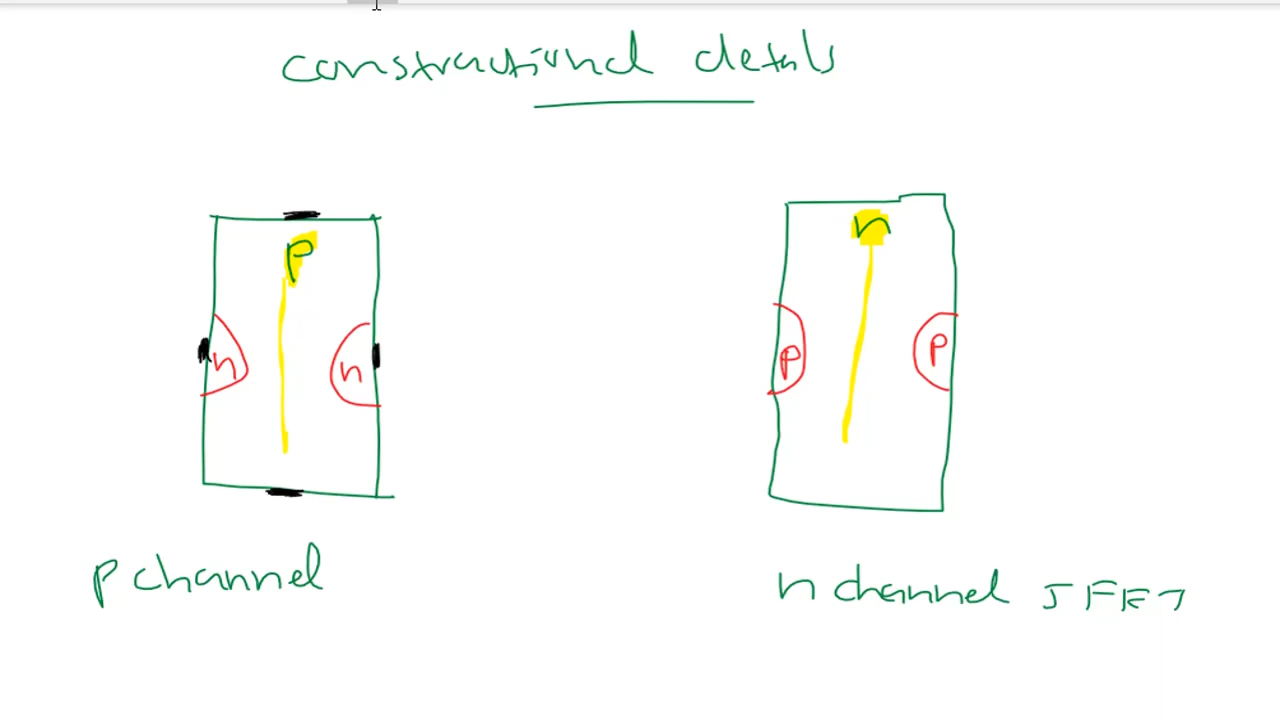 constructional details
p
n
n n
p p
p channel
n channel JFET